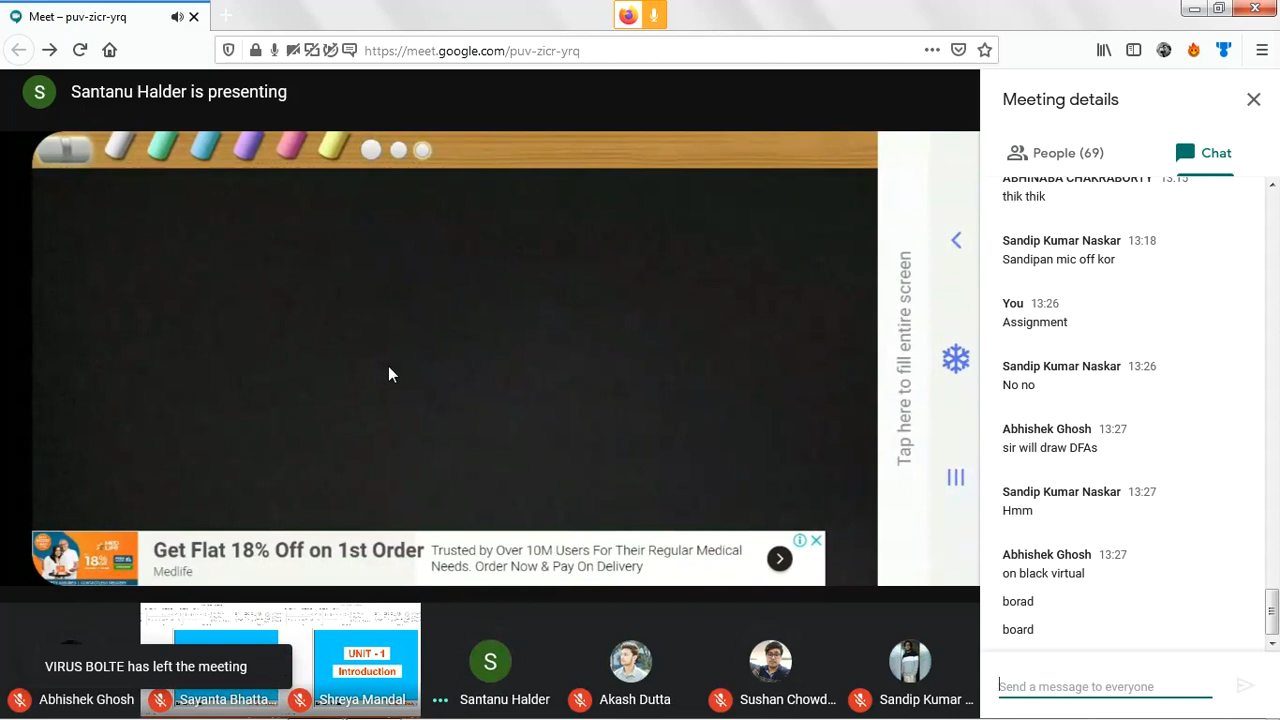 Meet – puv-zicr-yrq
https://meet.google.com/puv-zicr-yrq
S
Santanu Halder is presenting
Tap here to fill entire screen
Get Flat 18% Off on 1st Order
Medlife
Trusted by Over 10M Users For Their Regular Medical
Needs. Order Now & Pay On Delivery
18%
UNIT - 1
Introduction
S
VIRUS BOLTE has left the meeting
Abhishek Ghosh
Sayanta Bhatta...
Shreya Mandal
Santanu Halder
Akash Dutta
Sushan Chowd...
Sandip Kumar ...
Meeting details
People (69)
Chat
ABHINABA CHAKRABORTY 13:15
thik thik
Sandip Kumar Naskar 13:18
Sandipan mic off kor
You 13:26
Assignment
Sandip Kumar Naskar 13:26
No no
Abhishek Ghosh 13:27
sir will draw DFAs
Sandip Kumar Naskar 13:27
Hmm
Abhishek Ghosh 13:27
on black virtual
borad
board
Send a message to everyone